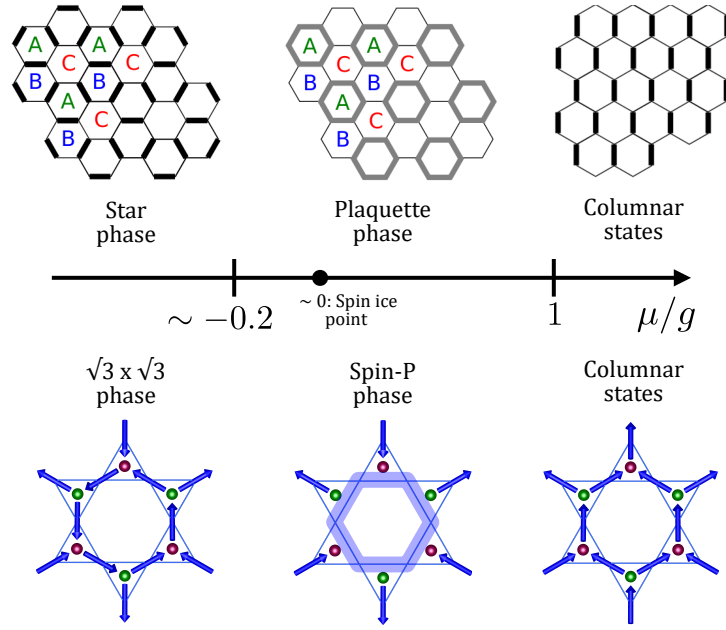 A A
C C
B B
A
C
B
A A
C C
B B
A
C
B
Star
phase
Plaquette
phase
Columnar
states
∼ −0.2
∼ 0: Spin ice
point
1
μ/g
√3 x √3
phase
Spin-P
phase
Columnar
states